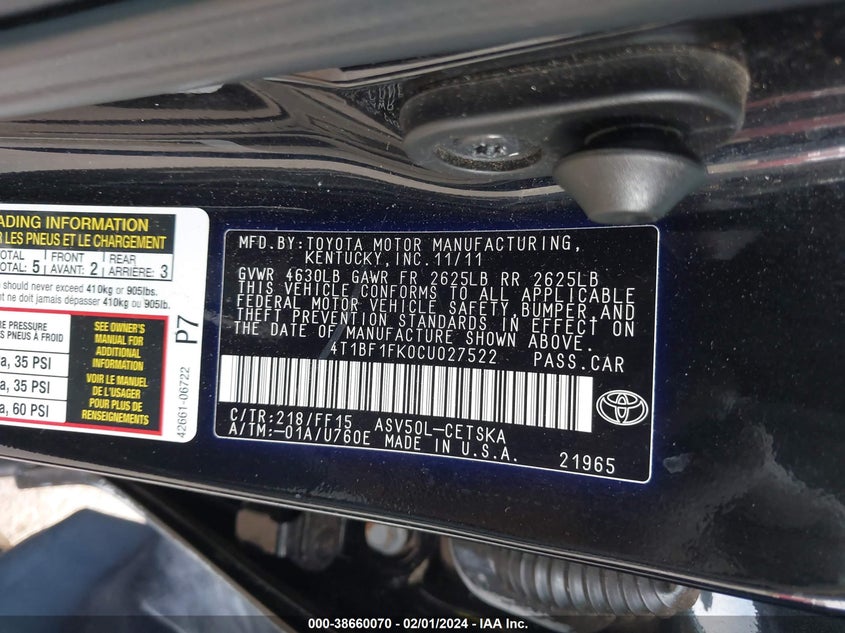 ADING INFORMATION
R LES PNEUS ET LE CHARGEMENT
TOTAL: 5 FRONT AVANT: 2 REAR ARRIÈRE: 3
should never exceed 410kg or 905lbs.
nt ne doit jamais dépasser 410kg ou 905lbs.
RE PRESSURE
PNEUS À FROID
a, 35 PSI
a, 35 PSI
a, 60 PSI
SEE OWNER'S
MANUAL FOR
ADDITIONAL
INFORMATION
VOIR LE MANUEL
DE L'USAGER
POUR PLUS DE
RENSEIGNEMENTS
P7
42661-06722
MFD.BY:TOYOTA MOTOR MANUFACTURING,
KENTUCKY, INC. 11/11
GVWR 4630LB GAWR FR 2625LB RR 2625LB
THIS VEHICLE CONFORMS TO ALL APPLICABLE
FEDERAL MOTOR VEHICLE SAFETY,BUMPER,AND
THEFT PREVENTION STANDARDS IN EFFECT ON
THE DATE OF MANUFACTURE SHOWN ABOVE.
4T1BF1FK0CU027522 PASS.CAR
C/TR:218/FF15 ASV50L-CETSKA
A/TM:-01A/U760E MADE IN U.S.A.
21965
000-38660070 - 02/01/2024 - IAA Inc.